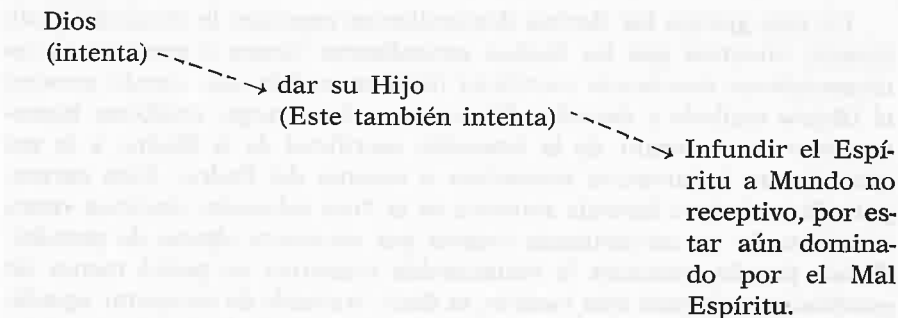 Dios
(intenta)
dar su Hijo
(Este también intenta)
Infundir el Espí-
ritu a Mundo no
receptivo, por es-
tar aún domina-
do por el Mal
Espíritu.